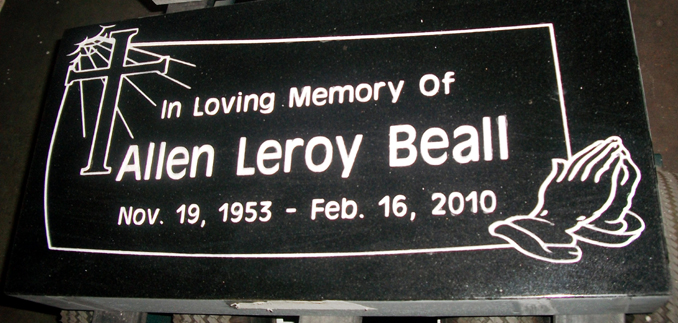 In Loving Memory Of
Allen Leroy Beall
Nov. 19, 1953 - Feb. 16, 2010